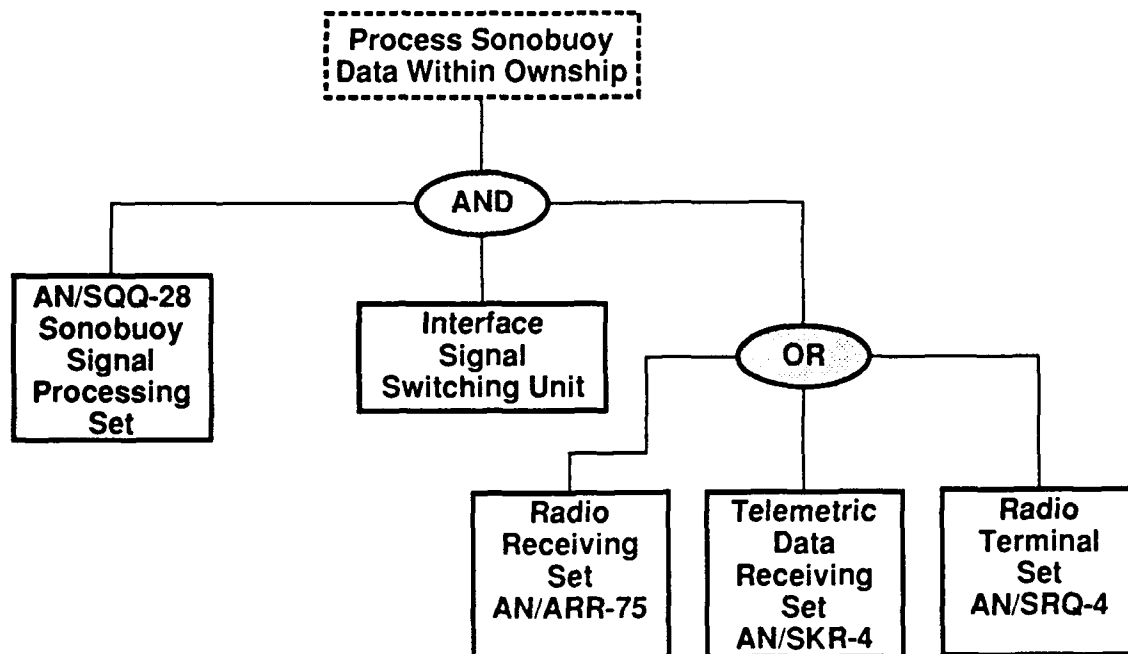 Process Sonobuoy
Data Within Ownship
AND
AN/SQQ-28
Sonobuoy
Signal
Processing
Set
Interface
Signal
Switching Unit
OR
Radio
Receiving
Set
AN/ARR-75
Telemetric
Data
Receiving
Set
AN/SKR-4
Radio
Terminal
Set
AN/SRQ-4